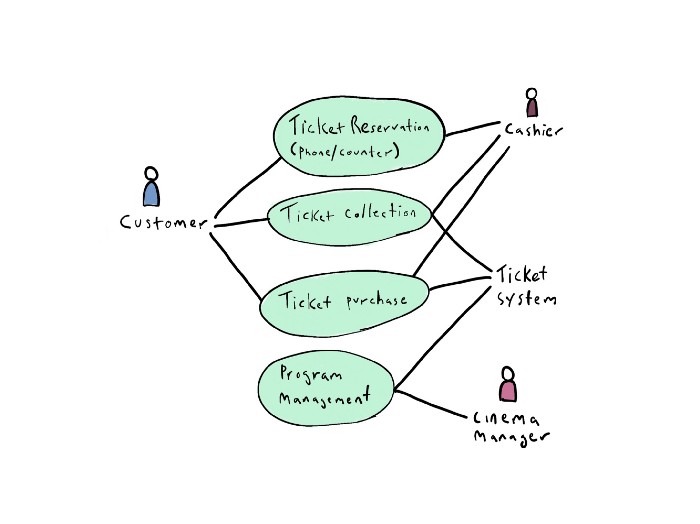 Ticket Reservation
(Phone/counter)
Cashier
Customer
Ticket collection
Ticket purchase
Ticket
system
Program
Management
Cinema
Manager